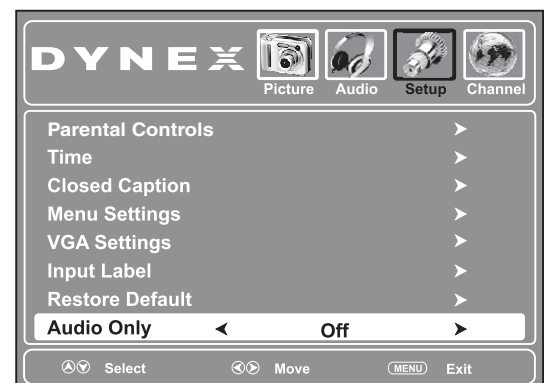 DYNEX
Picture Audio Setup Channel
Parental Controls
Time
Closed Caption
Menu Settings
VGA Settings
Input Label
Restore Default
Audio Only Off
Select Move MENU Exit